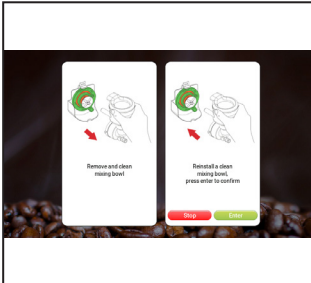 Remove and clean
mixing bowl
Reinstall a clean
mixing bowl,
press enter to confirm
Stop
Enter